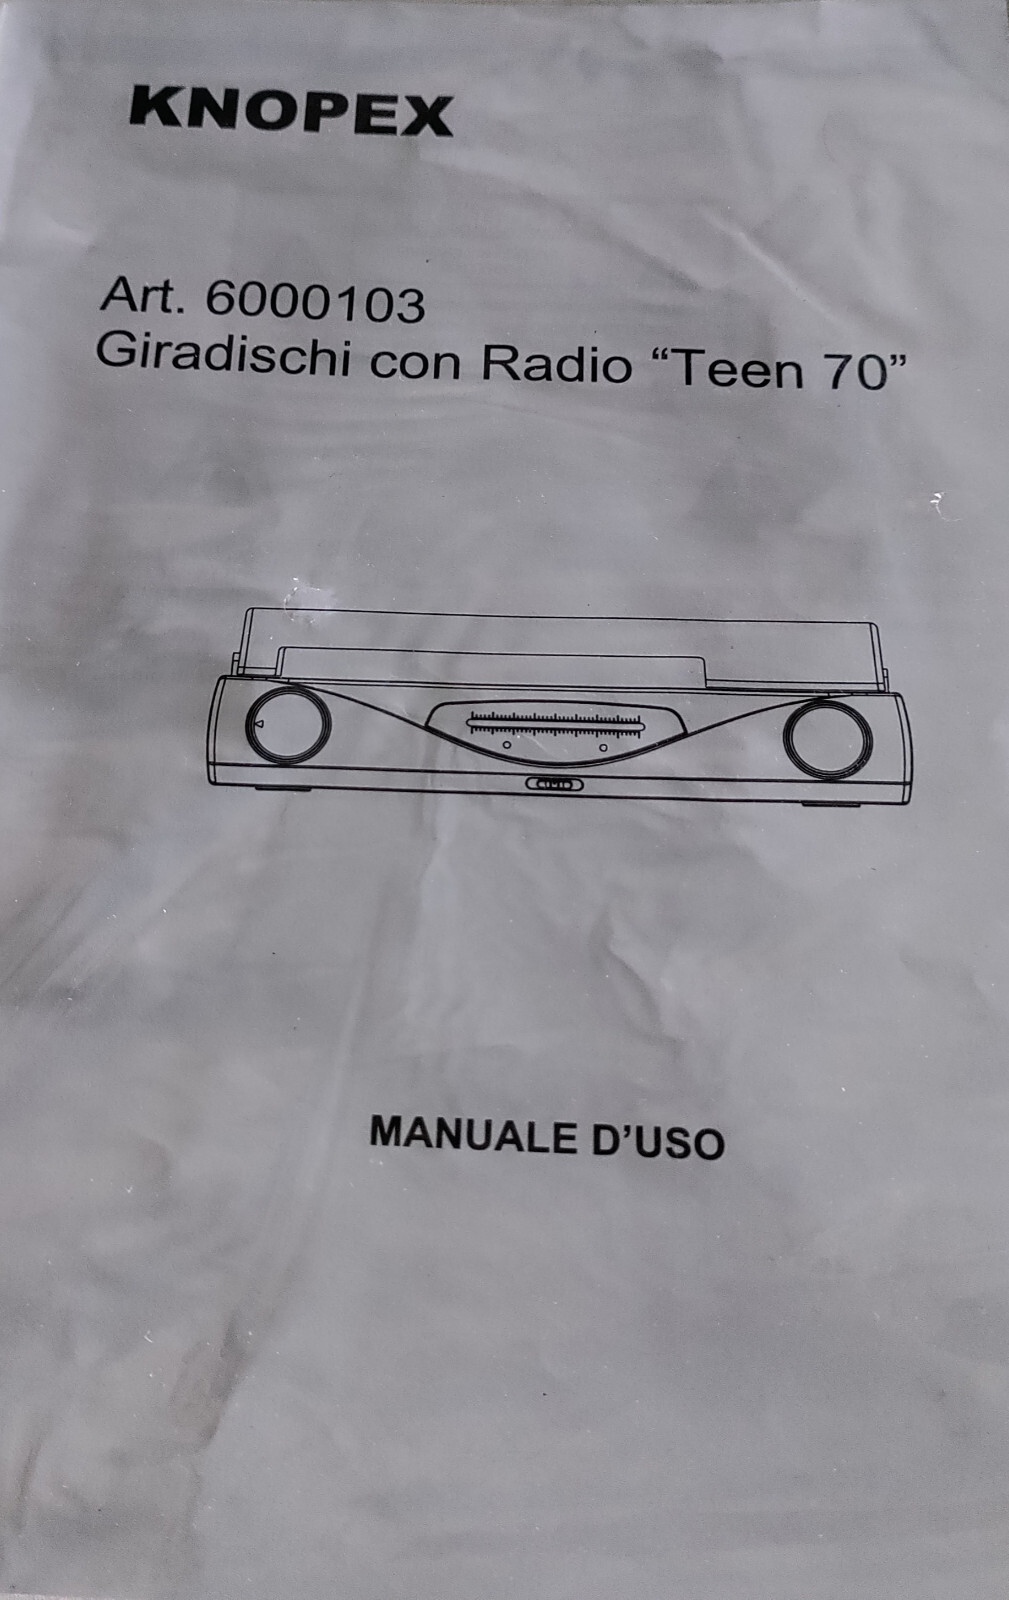 KNOPEX
Art. 6000103
Giradischi con Radio “Teen 70”
MANUALE D’USO